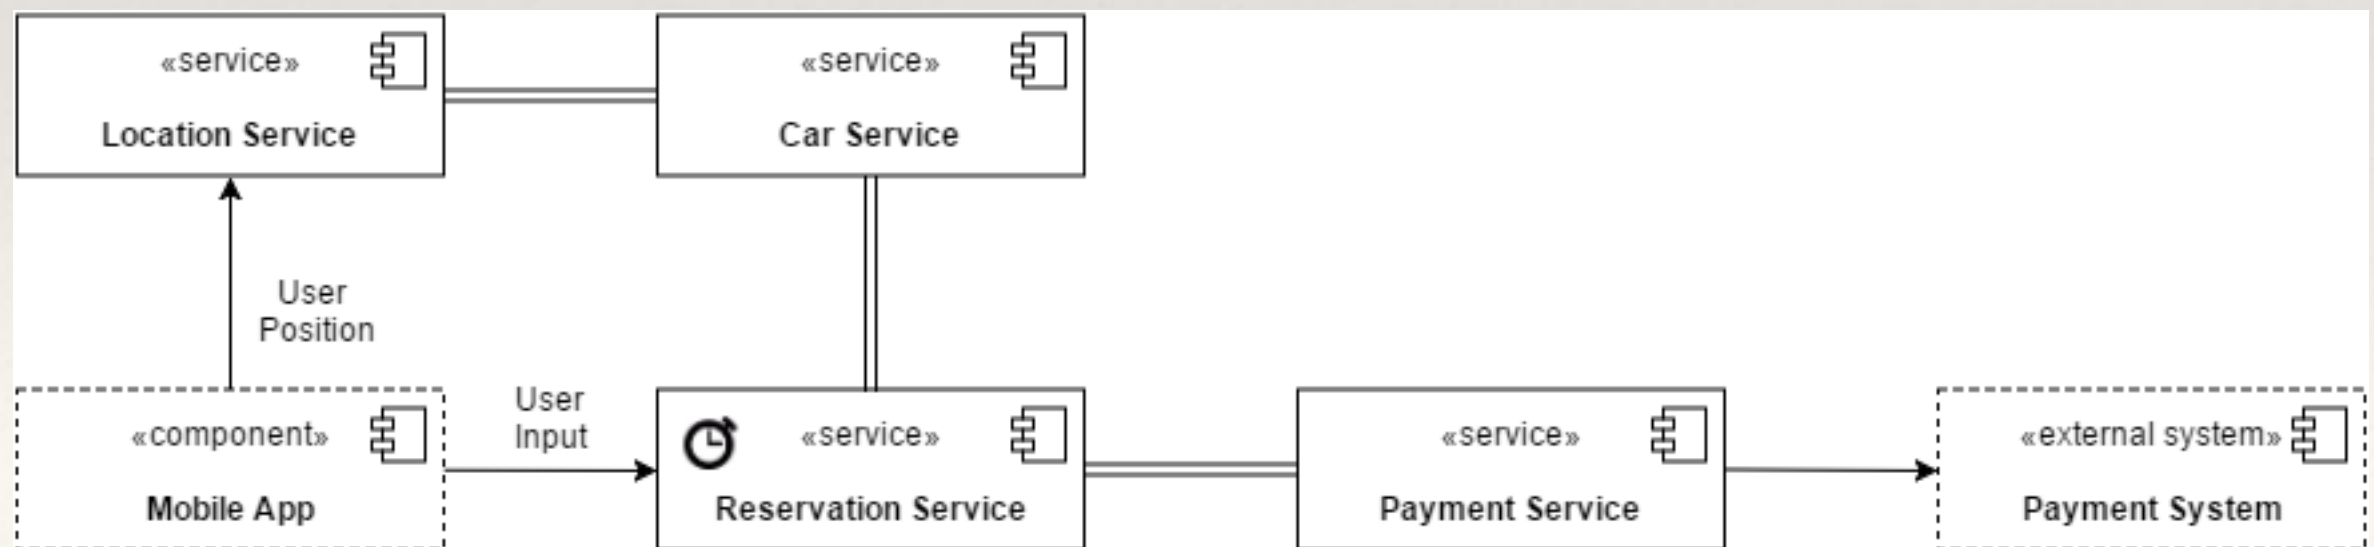 «service»
Location Service
«service»
Car Service
User
Position
«component»
Mobile App
User
Input
«service»
Reservation Service
«service»
Payment Service
«external system»
Payment System